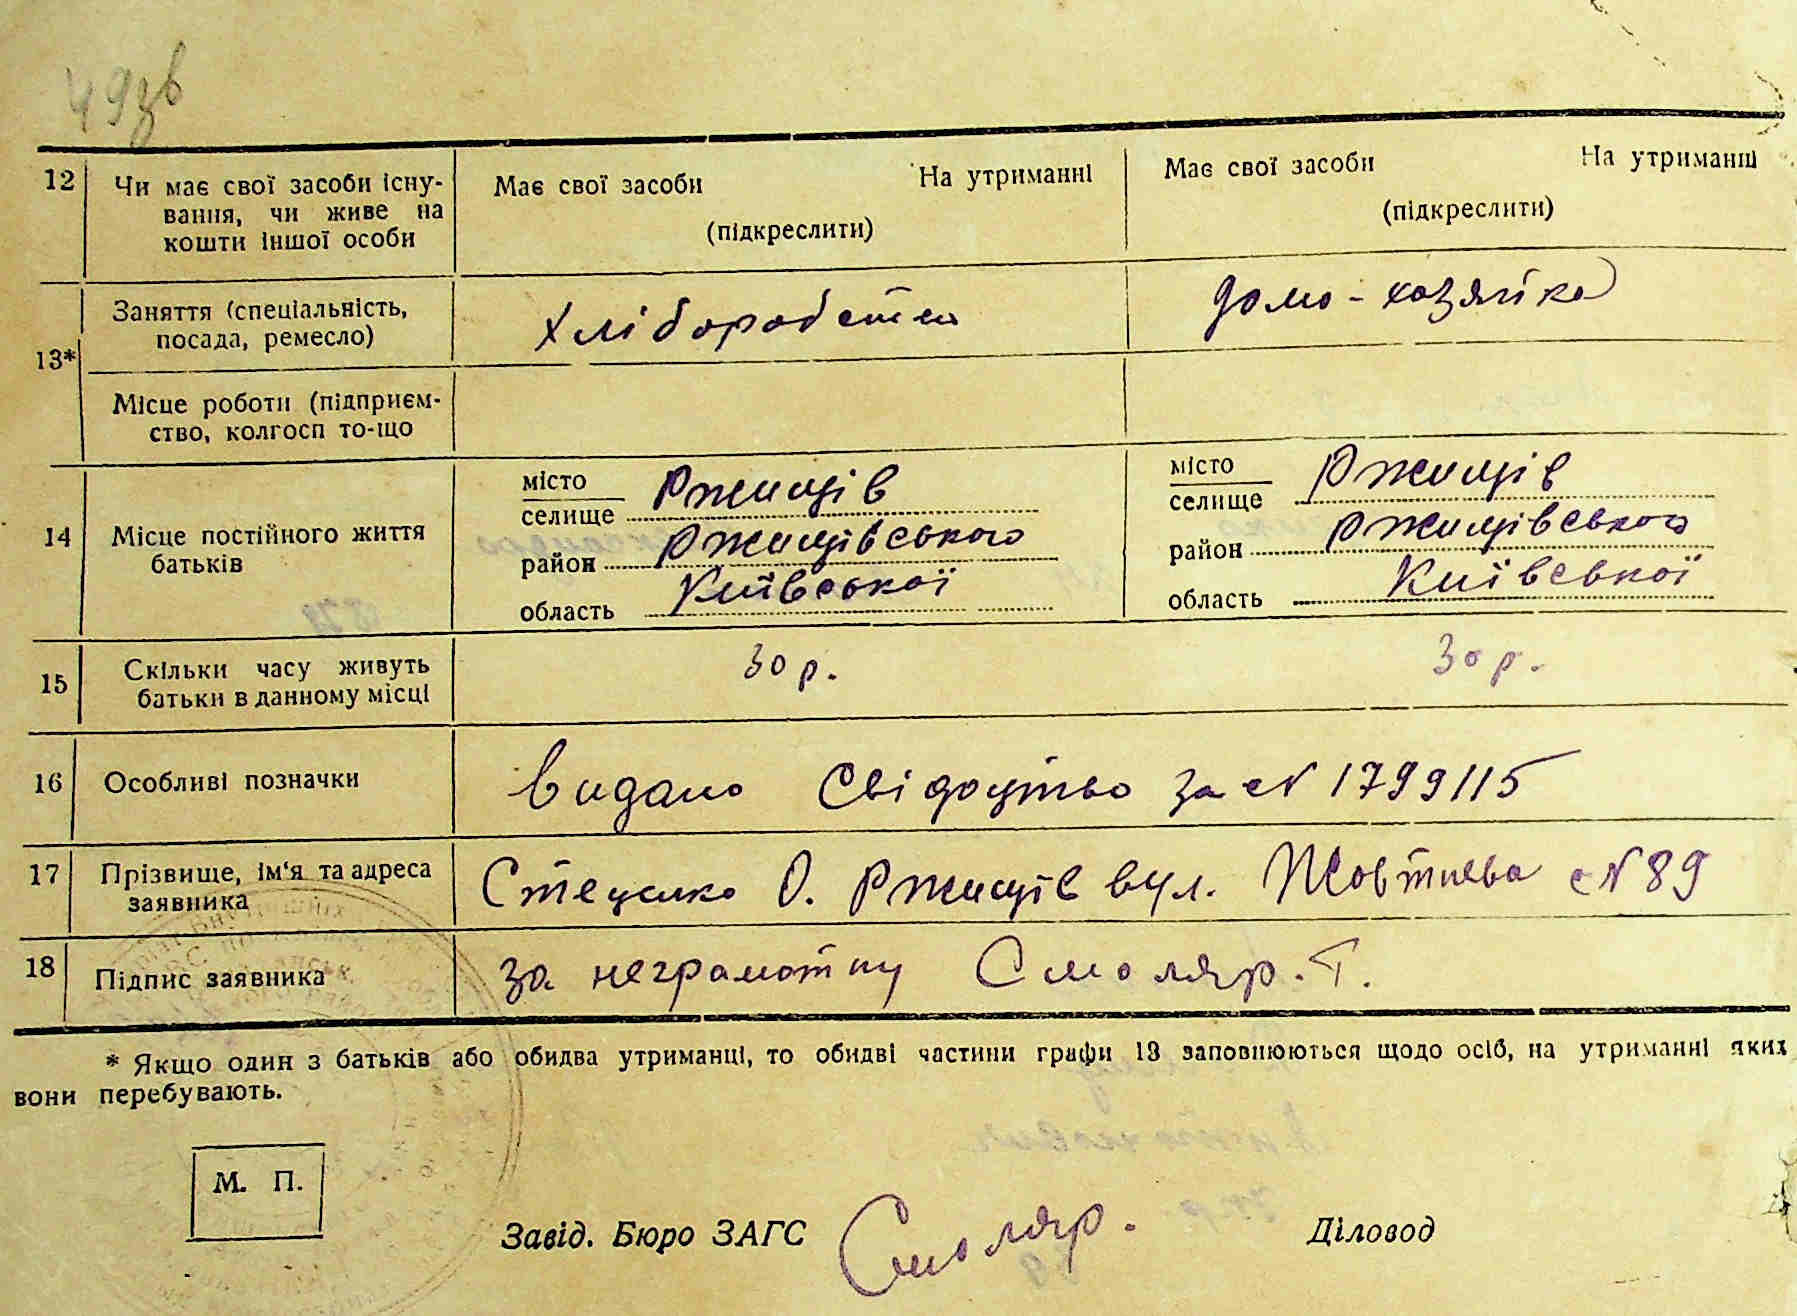 49зв
12 Чи має свої засоби існу- Має свої засоби На утриманні Має свої засоби На утриманні
вання, чи живе на (підкреслити) (підкреслити)
кошти іншої особи
13* Заняття (спеціальність, Хліборобство домо-хазяйка
посада, ремесло)
Місце роботи (підприєм-
ство, колгосп то-що
14 Місце постійного життя місто Ржищів місто Ржищів
батьків селище селище
район Ржищівського район Ржищівського
область Київської область Київської
15 Скільки часу живуть 30 р. 30 р.
батьки в данному місці
16 Особливі позначки Видано Свідоцтво за № 1799115
17 Прізвище, ім'я та адреса Стецько О. Ржищів вул. Жовтнева № 89
заявника
18 Підпис заявника за неграмотну Смоляр. Т.
* Якщо один з батьків або обидва утриманці, то обидві частини графи 13 заповнюються щодо осіб, на утриманні яких
вони перебувають.
М. П.
Завід. Бюро ЗАГС Смоляр. Діловод